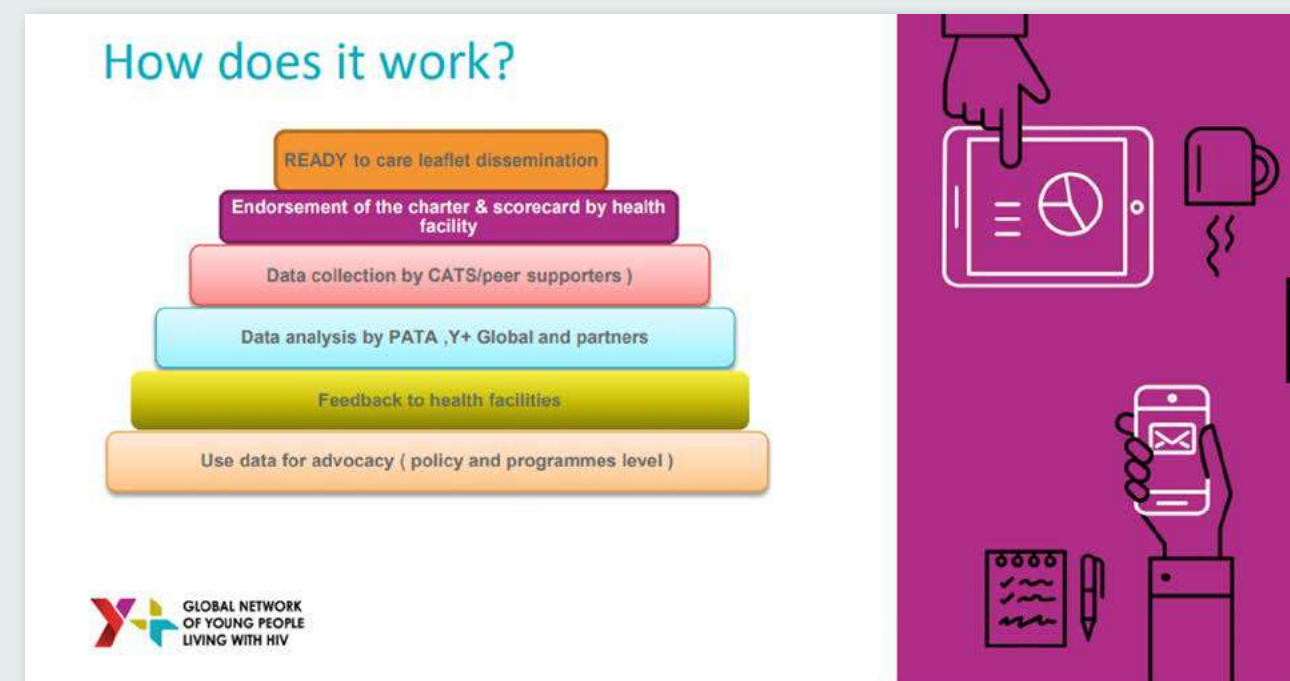 How does it work?
READY to care leaflet dissemination
Endorsement of the charter & scorecard by health
facility
Data collection by CATS/peer supporters )
Data analysis by PATA ,Y+ Global and partners
Feedback to health facilities
Use data for advocacy ( policy and programmes level )
Y+
GLOBAL NETWORK
OF YOUNG PEOPLE
LIVING WITH HIV